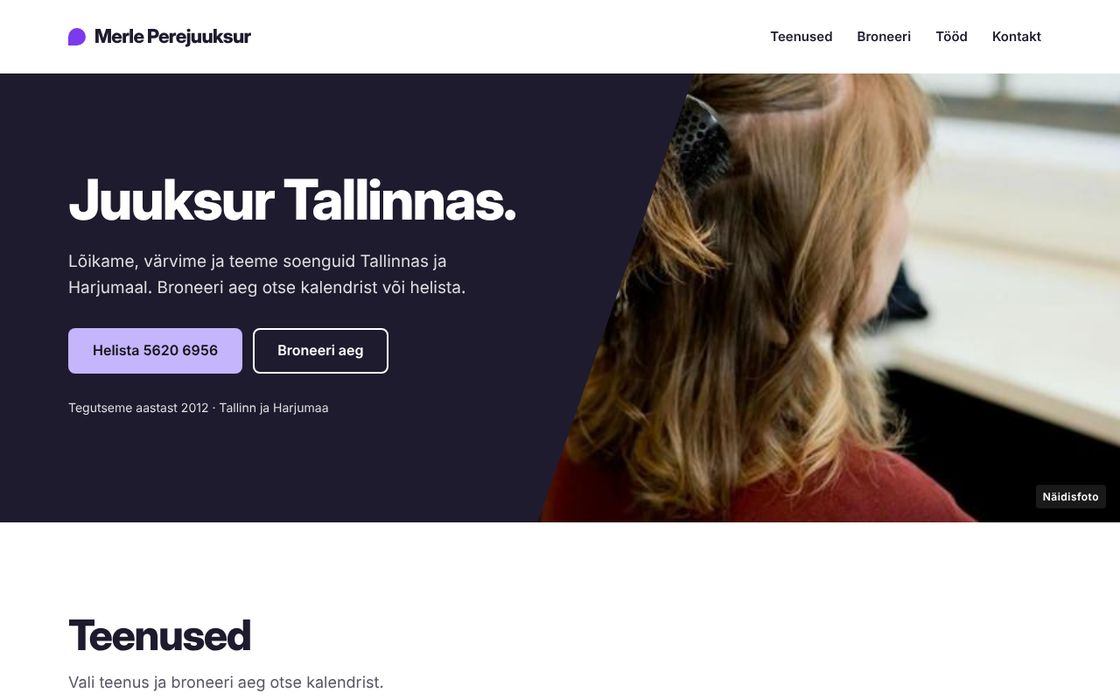 Merle Perejuuksur
Teenused
Broneeri
Tööd
Kontakt
Juuksur Tallinnas.
Lõikame, värvime ja teeme soenguid Tallinnas ja
Harjumaal. Broneeri aeg otse kalendrist või helista.
Helista 5620 6956
Broneeri aeg
Tegutseme aastast 2012 · Tallinn ja Harjumaa
Näidisfoto
Teenused
Vali teenus ja broneeri aeg otse kalendrist.